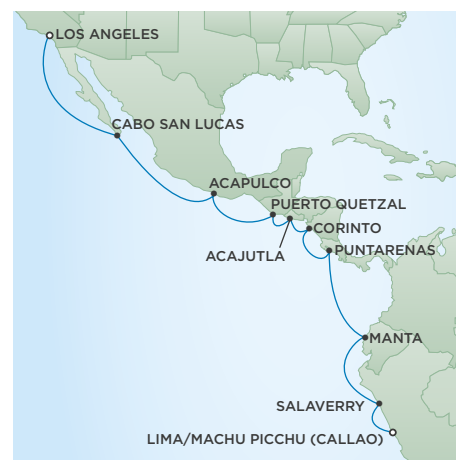 LOS ANGELES
CABO SAN LUCAS
ACAPULCO
PUERTO QUETZAL
CORINTO
ACAJUTLA
PUNTARENAS
MANTA
SALAVERRY
LIMA/MACHU PICCHU (CALLAO)